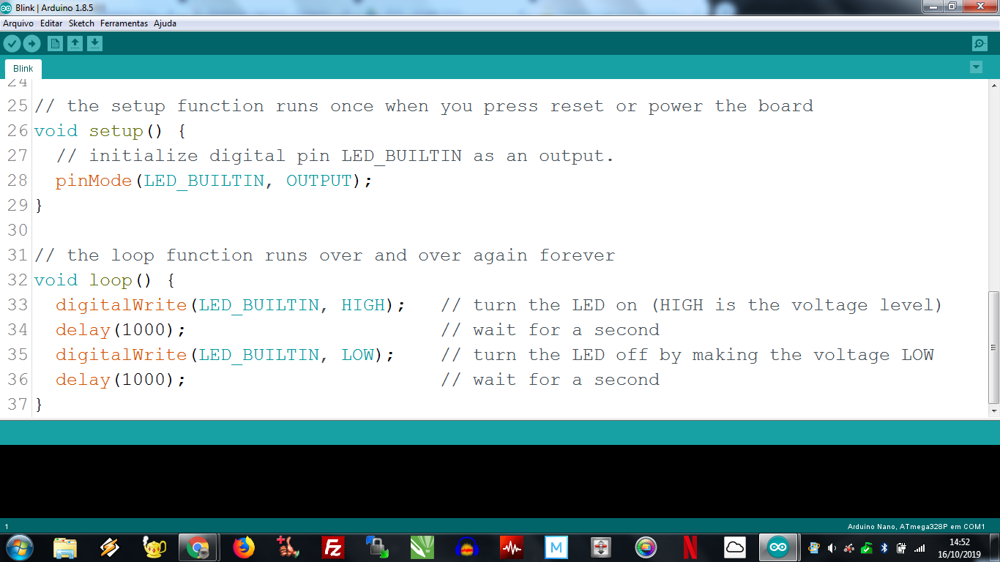 Blink | Arduino 1.8.5
Arquivo Editar Sketch Ferramentas Ajuda
Blink
24
25 // the setup function runs once when you press reset or power the board
26 void setup() {
27   // initialize digital pin LED_BUILTIN as an output.
28   pinMode(LED_BUILTIN, OUTPUT);
29 }
30
31 // the loop function runs over and over again forever
32 void loop() {
33   digitalWrite(LED_BUILTIN, HIGH);   // turn the LED on (HIGH is the voltage level)
34   delay(1000);                       // wait for a second
35   digitalWrite(LED_BUILTIN, LOW);    // turn the LED off by making the voltage LOW
36   delay(1000);                       // wait for a second
37 }
1
Arduino Nano, ATmega328P em COM1
Fz
M
N
14:52
16/10/2019